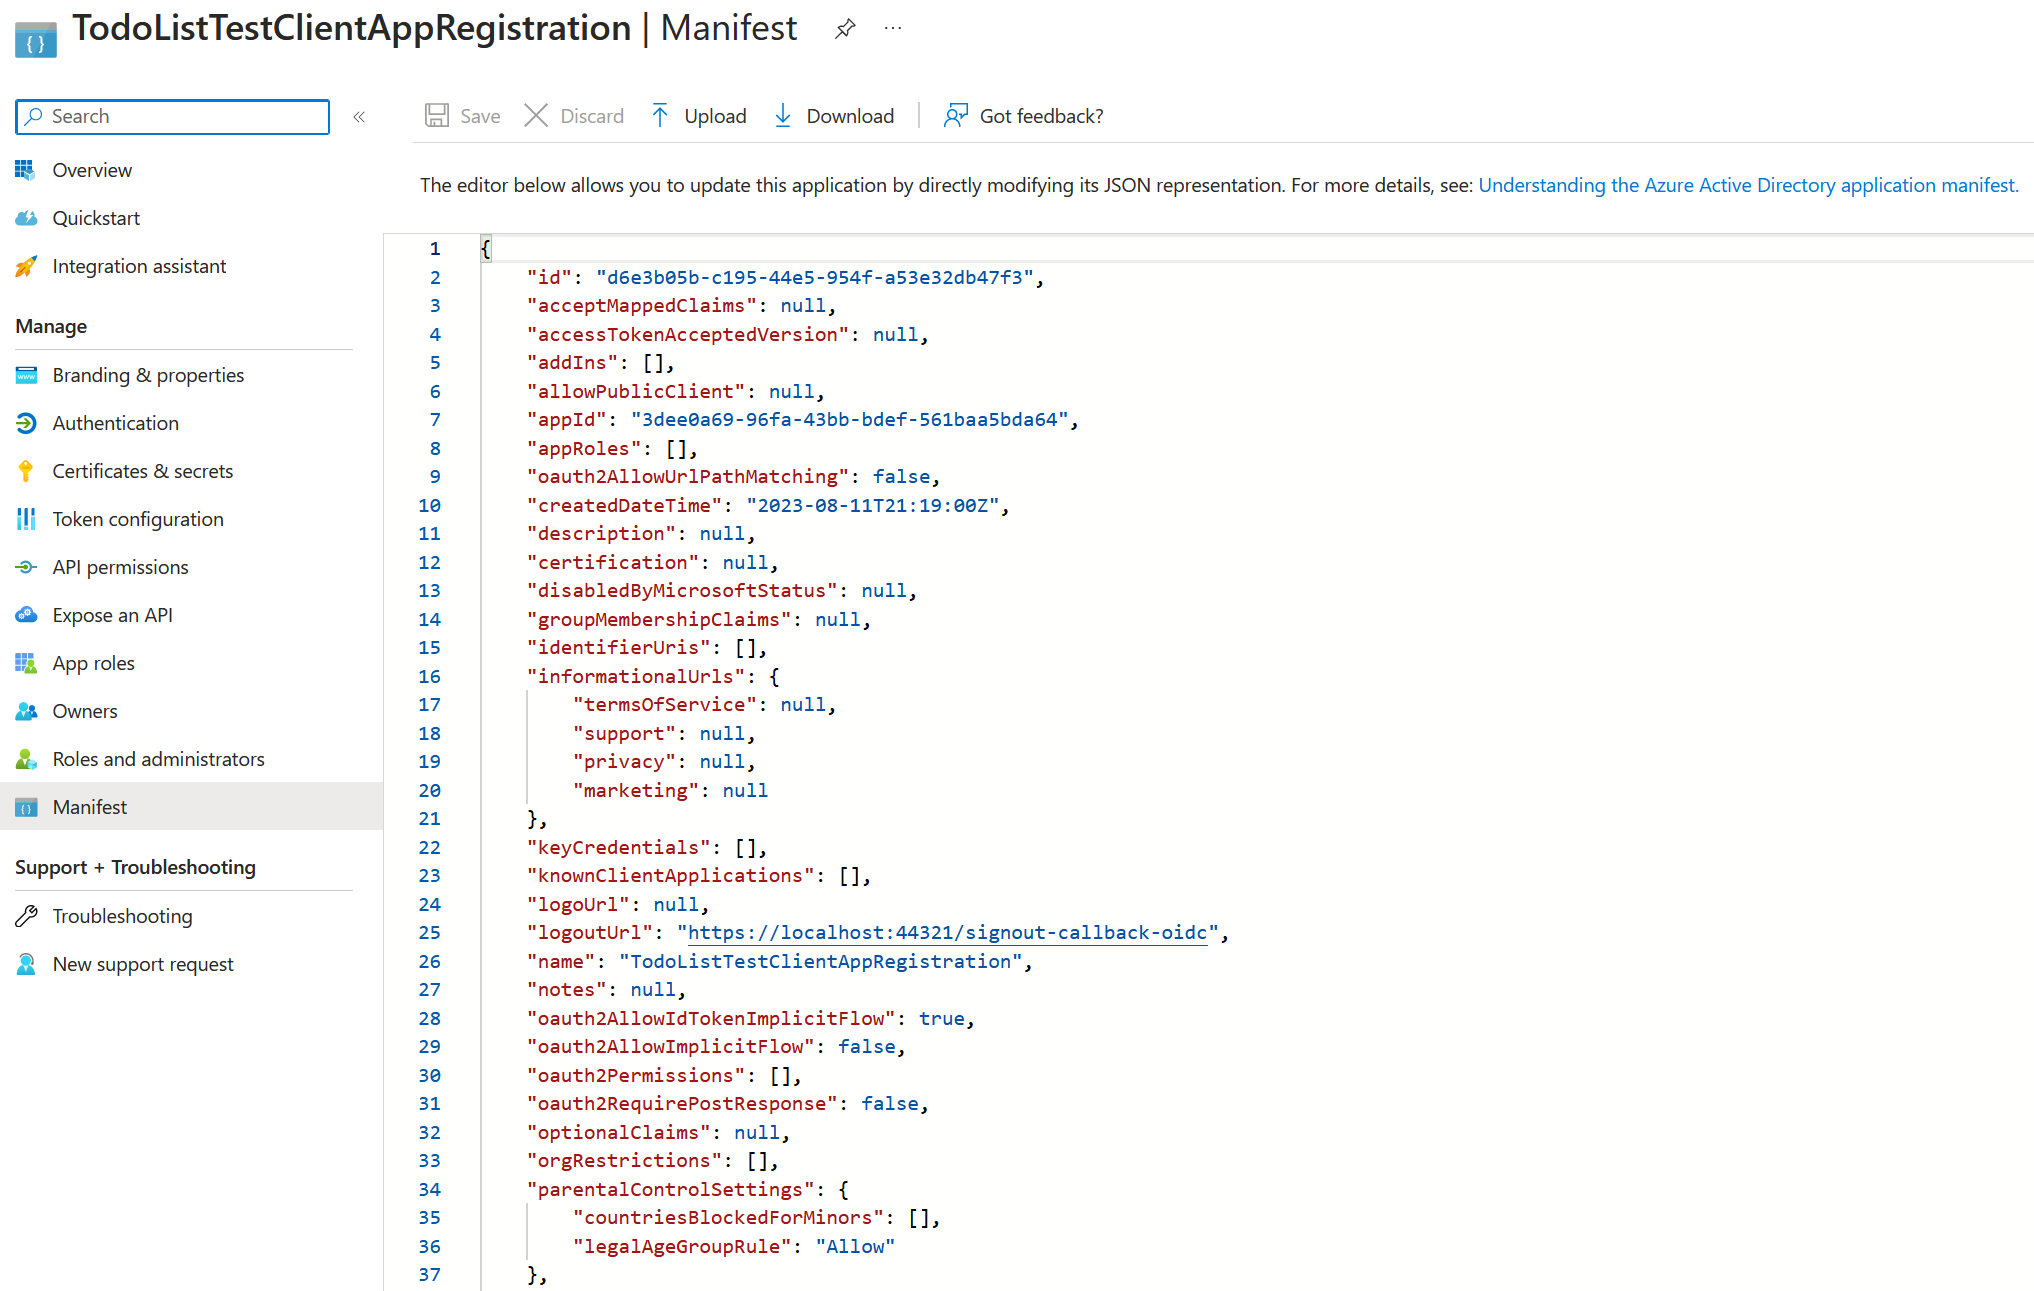 TodoListTestClientAppRegistration | Manifest
Search
Overview
Quickstart
Integration assistant
Manage
Branding & properties
Authentication
Certificates & secrets
Token configuration
API permissions
Expose an API
App roles
Owners
Roles and administrators
Manifest
Support + Troubleshooting
Troubleshooting
New support request
Save Discard Upload Download Got feedback?
The editor below allows you to update this application by directly modifying its JSON representation. For more details, see: Understanding the Azure Active Directory application manifest.
1 {
2 "id": "d6e3b05b-c195-44e5-954f-a53e32db47f3",
3 "acceptMappedClaims": null,
4 "accessTokenAcceptedVersion": null,
5 "addIns": [],
6 "allowPublicClient": null,
7 "appId": "3dee0a69-96fa-43bb-bdef-561baa5bda64",
8 "appRoles": [],
9 "oauth2AllowUrlPathMatching": false,
10 "createdDateTime": "2023-08-11T21:19:00Z",
11 "description": null,
12 "certification": null,
13 "disabledByMicrosoftStatus": null,
14 "groupMembershipClaims": null,
15 "identifierUris": [],
16 "informationalUrls": {
17 "termsOfService": null,
18 "support": null,
19 "privacy": null,
20 "marketing": null
21 },
22 "keyCredentials": [],
23 "knownClientApplications": [],
24 "logoUrl": null,
25 "logoutUrl": "https://localhost:44321/signout-callback-oidc",
26 "name": "TodoListTestClientAppRegistration",
27 "notes": null,
28 "oauth2AllowIdTokenImplicitFlow": true,
29 "oauth2AllowImplicitFlow": false,
30 "oauth2Permissions": [],
31 "oauth2RequirePostResponse": false,
32 "optionalClaims": null,
33 "orgRestrictions": [],
34 "parentalControlSettings": {
35 "countriesBlockedForMinors": [],
36 "legalAgeGroupRule": "Allow"
37 },